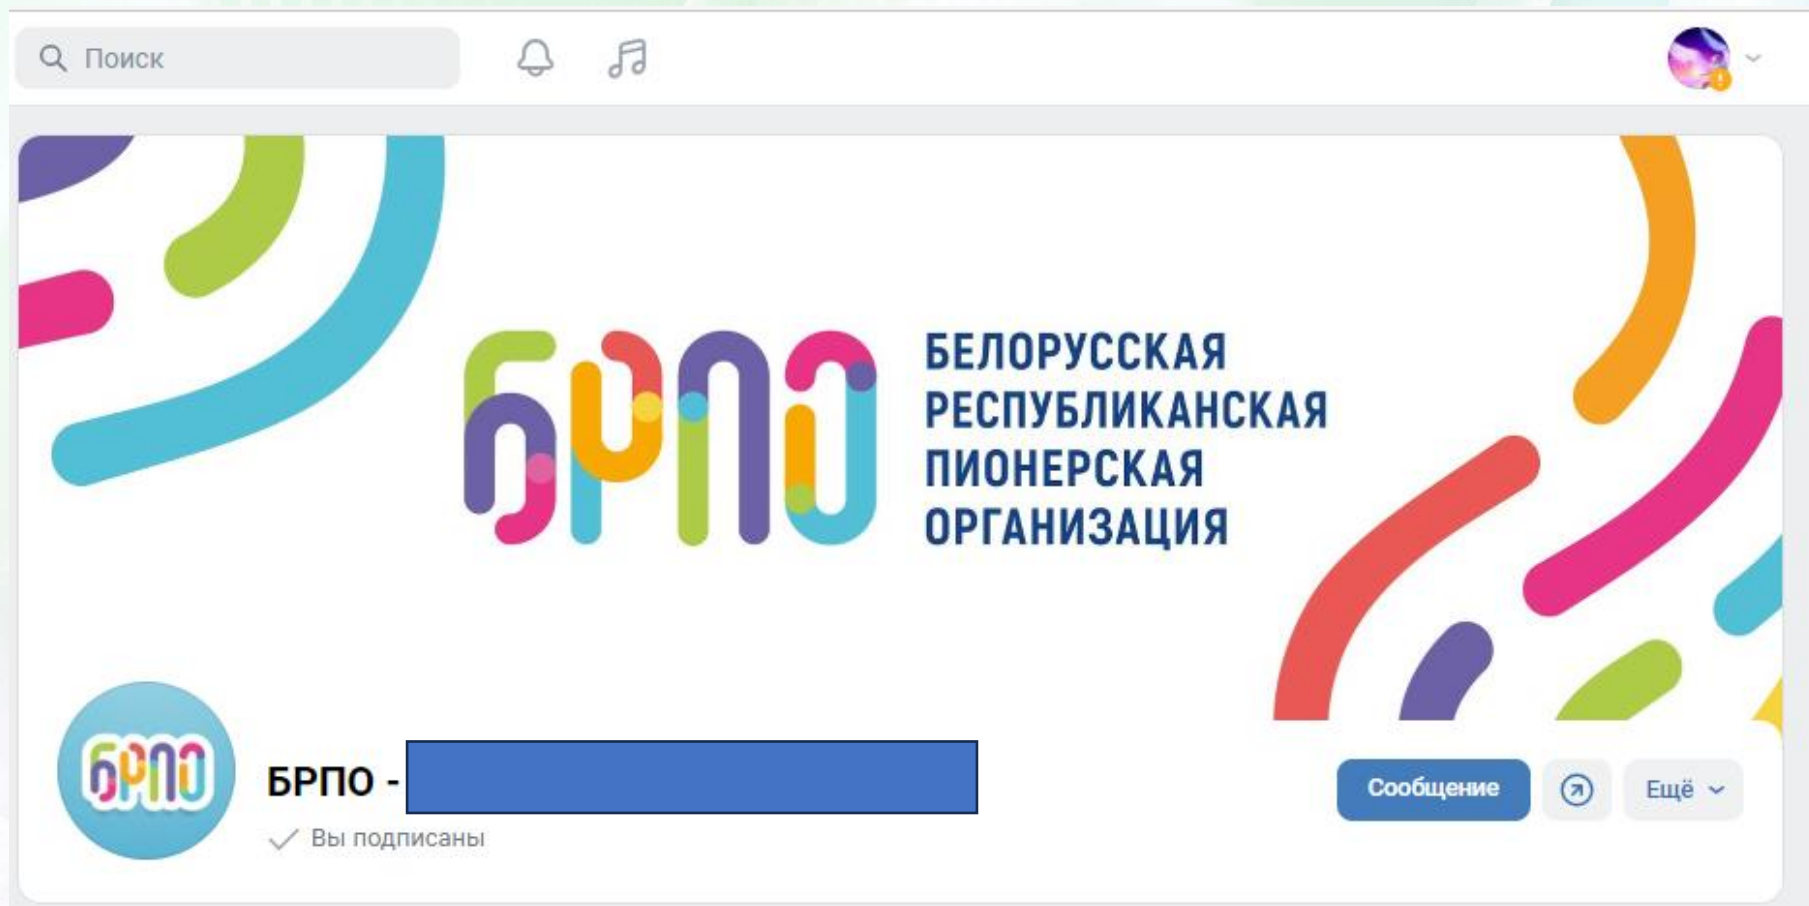 Поиск
БРПО
БЕЛОРУССКАЯ
РЕСПУБЛИКАНСКАЯ
ПИОНЕРСКАЯ
ОРГАНИЗАЦИЯ
БРПО
БРПО -
Вы подписаны
Сообщение
Ещё